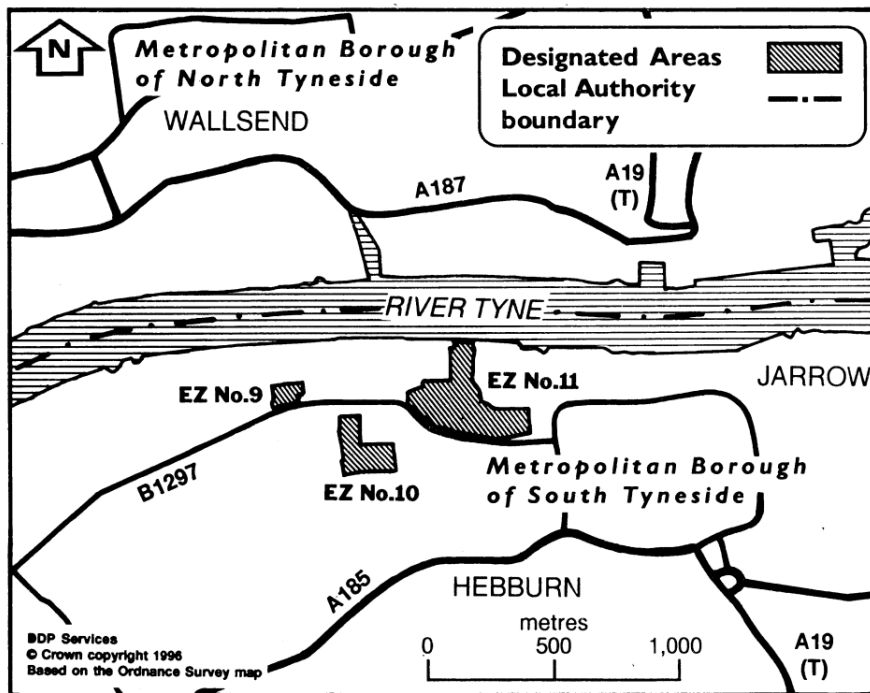 N
Metropolitan Borough
of North Tyneside
WALLSEND
Designated Areas
Local Authority
boundary
A19
(T)
A187
RIVER TYNE
EZ No.9
EZ No.11
JARROW
EZ No.10
B1297
Metropolitan Borough
of South Tyneside
A185
HEBBURN
metres
0 500 1,000
A19
(T)
BDP Services
© Crown copyright 1996
Based on the Ordnance Survey map